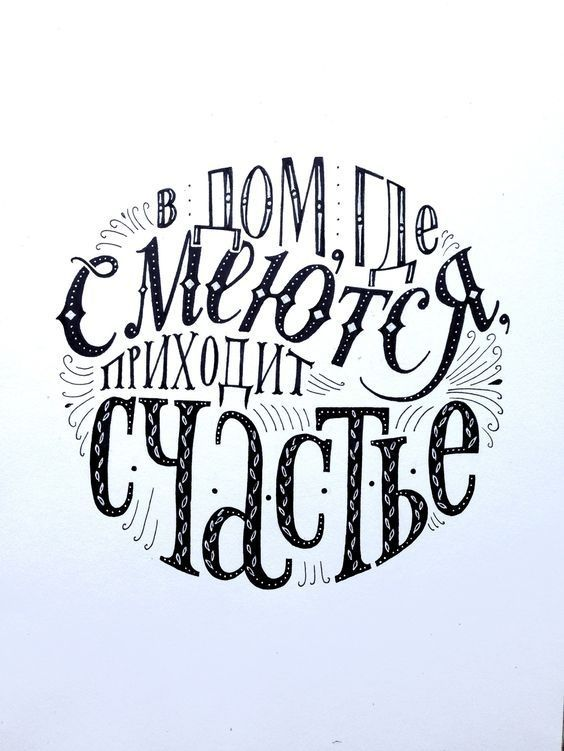 в дом, где
смеются,
приходит
счастье